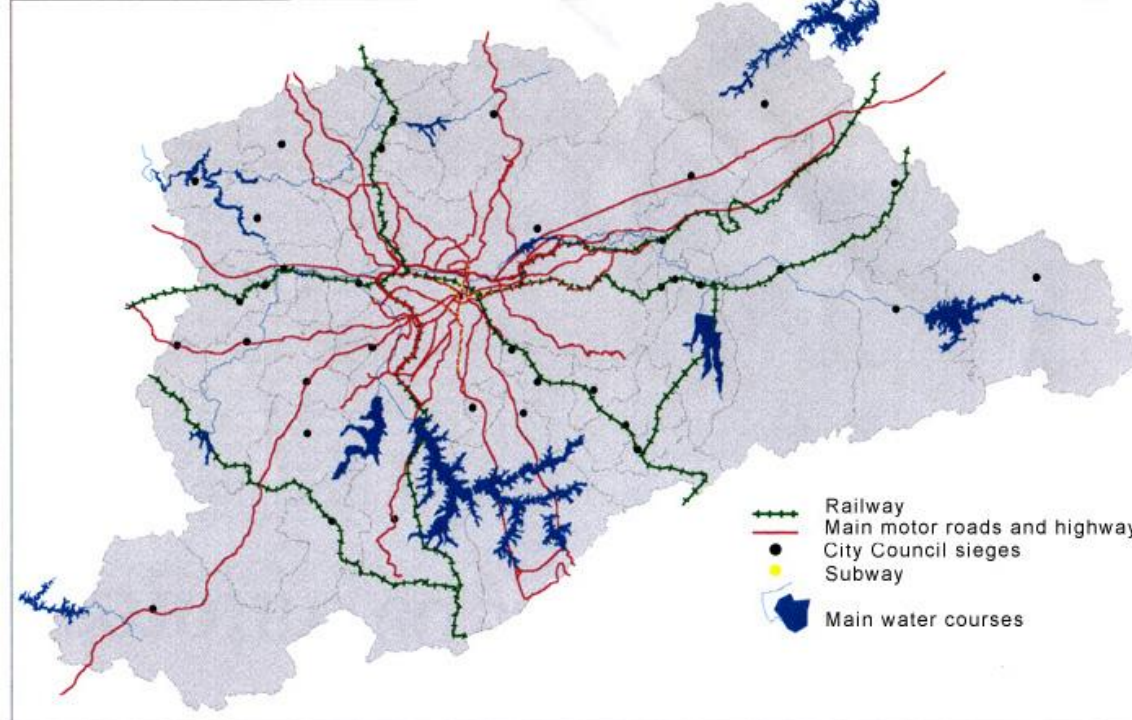 Railway
Main motor roads and highway
City Council sieges
Subway
Main water courses